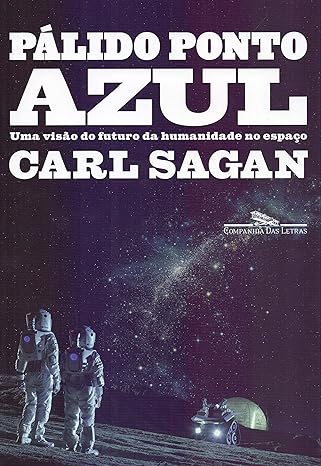 PÁLIDO PONTO
AZUL
Uma visão do futuro da humanidade no espaço
CARL SAGAN
COMPANHIA DAS LETRAS